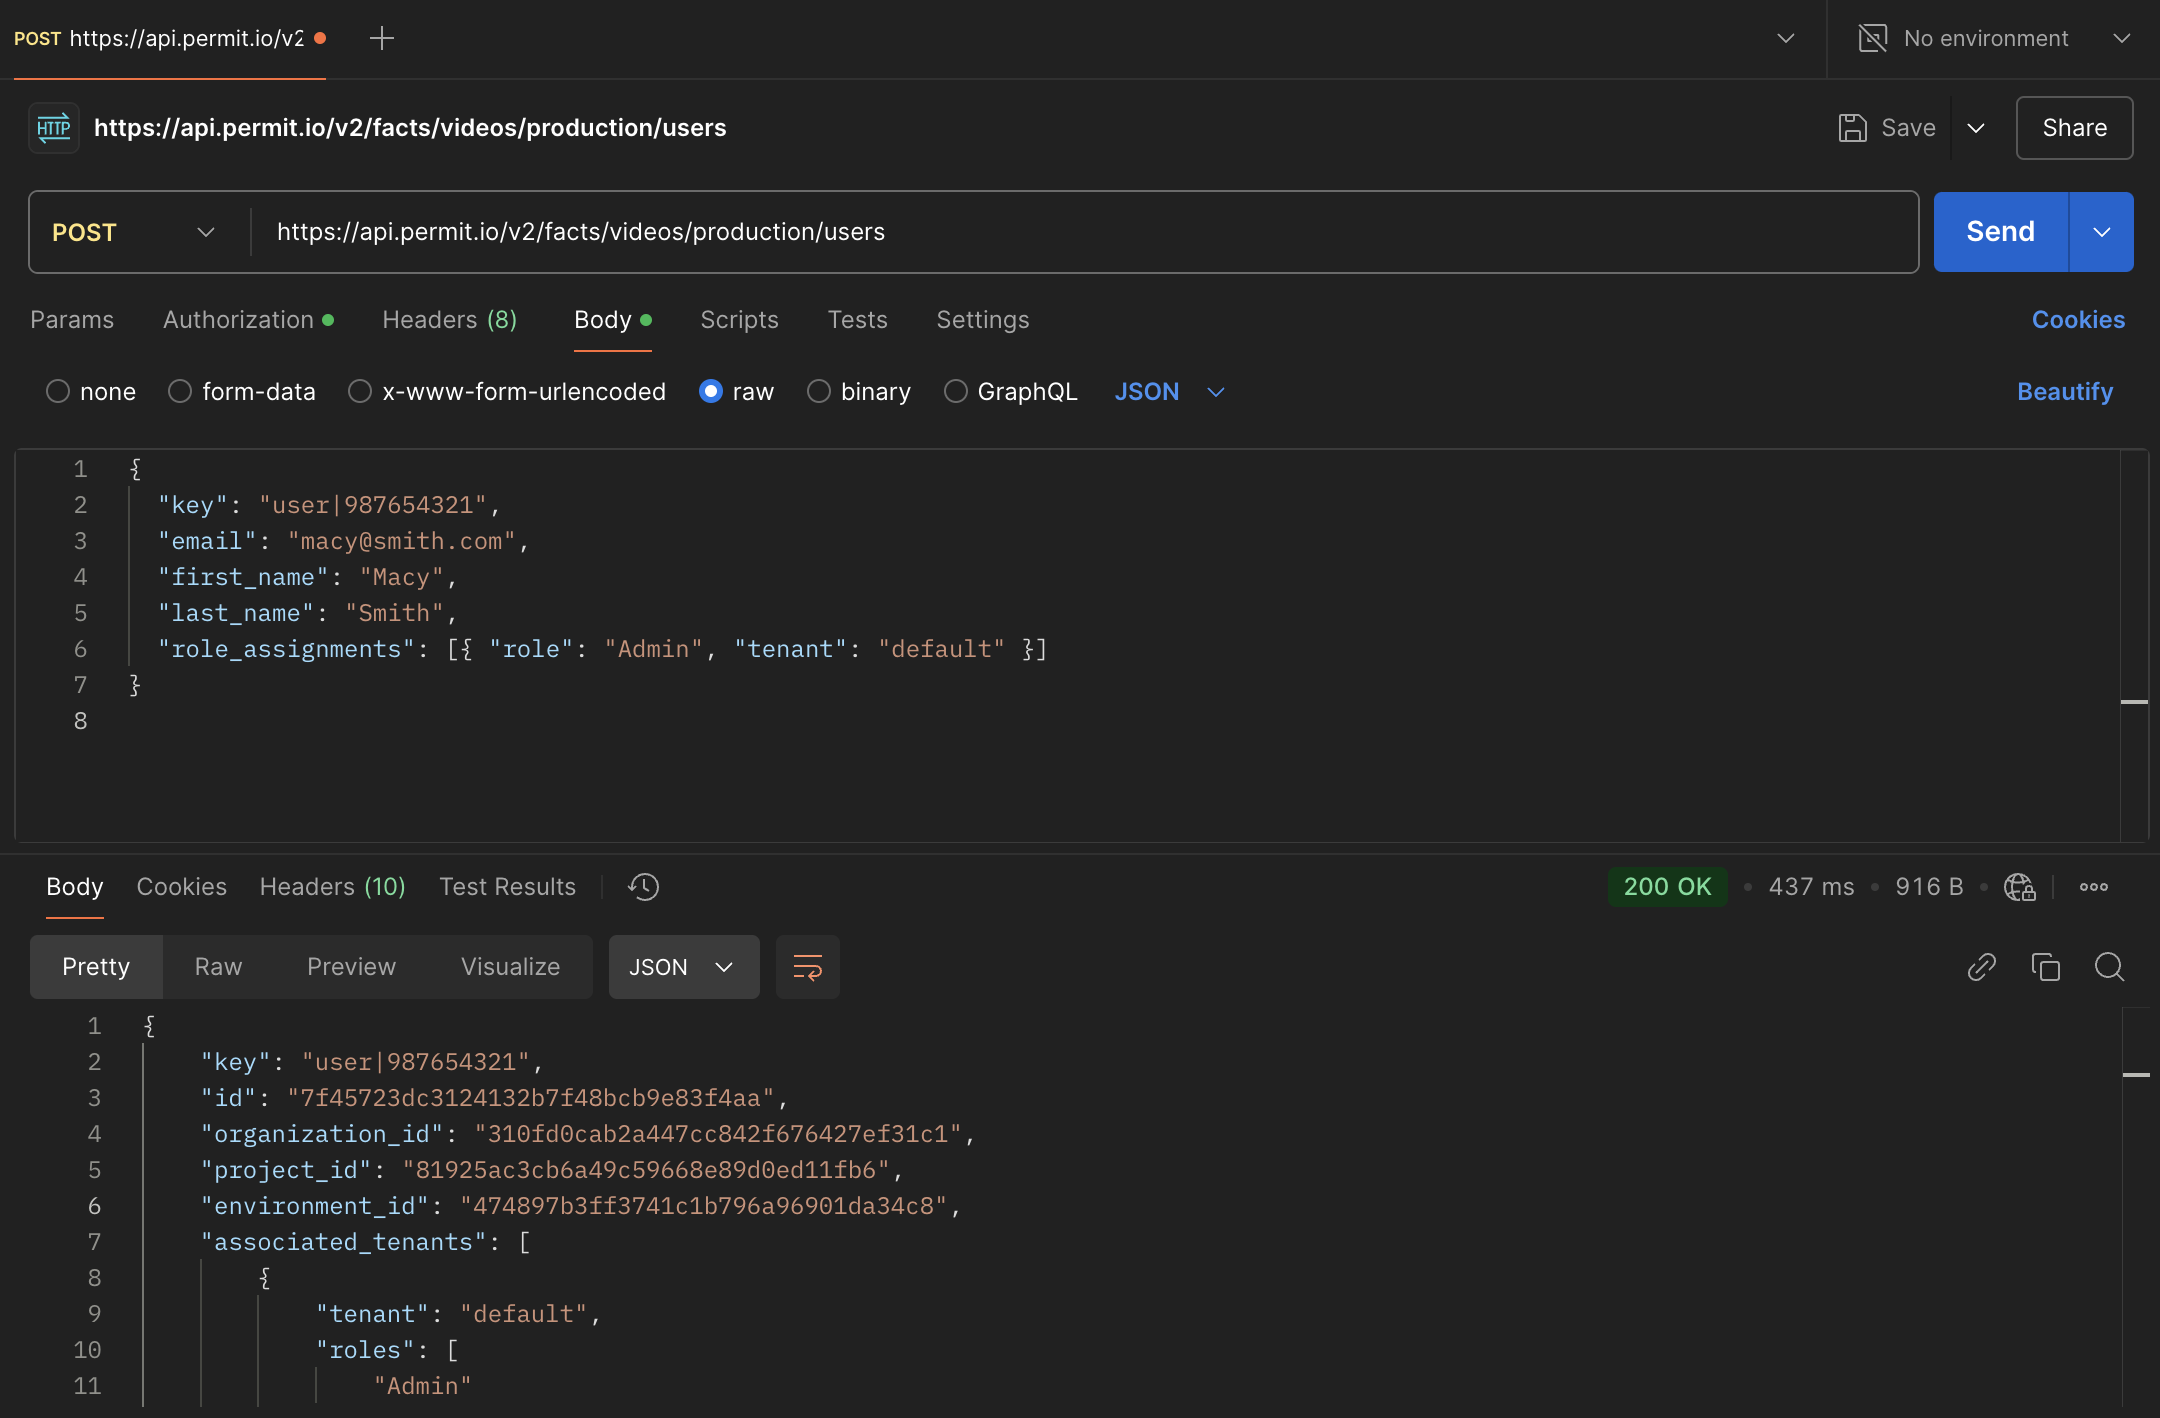 POST https://api.permit.io/v2
No environment
HTTP https://api.permit.io/v2/facts/videos/production/users
Save
Share
POST https://api.permit.io/v2/facts/videos/production/users
Send
Params Authorization Headers (8) Body Scripts Tests Settings Cookies
none form-data x-www-form-urlencoded raw binary GraphQL JSON Beautify
1 {
2 "key": "user|987654321",
3 "email": "macy@smith.com",
4 "first_name": "Macy",
5 "last_name": "Smith",
6 "role_assignments": [{ "role": "Admin", "tenant": "default" }]
7 }
8
Body Cookies Headers (10) Test Results 200 OK • 437 ms • 916 B
Pretty Raw Preview Visualize JSON
1 {
2 "key": "user|987654321",
3 "id": "7f45723dc3124132b7f48bcb9e83f4aa",
4 "organization_id": "310fd0cab2a447cc842f676427ef31c1",
5 "project_id": "81925ac3cb6a49c59668e89d0ed11fb6",
6 "environment_id": "474897b3ff3741c1b796a96901da34c8",
7 "associated_tenants": [
8 {
9 "tenant": "default",
10 "roles": [
11 "Admin"